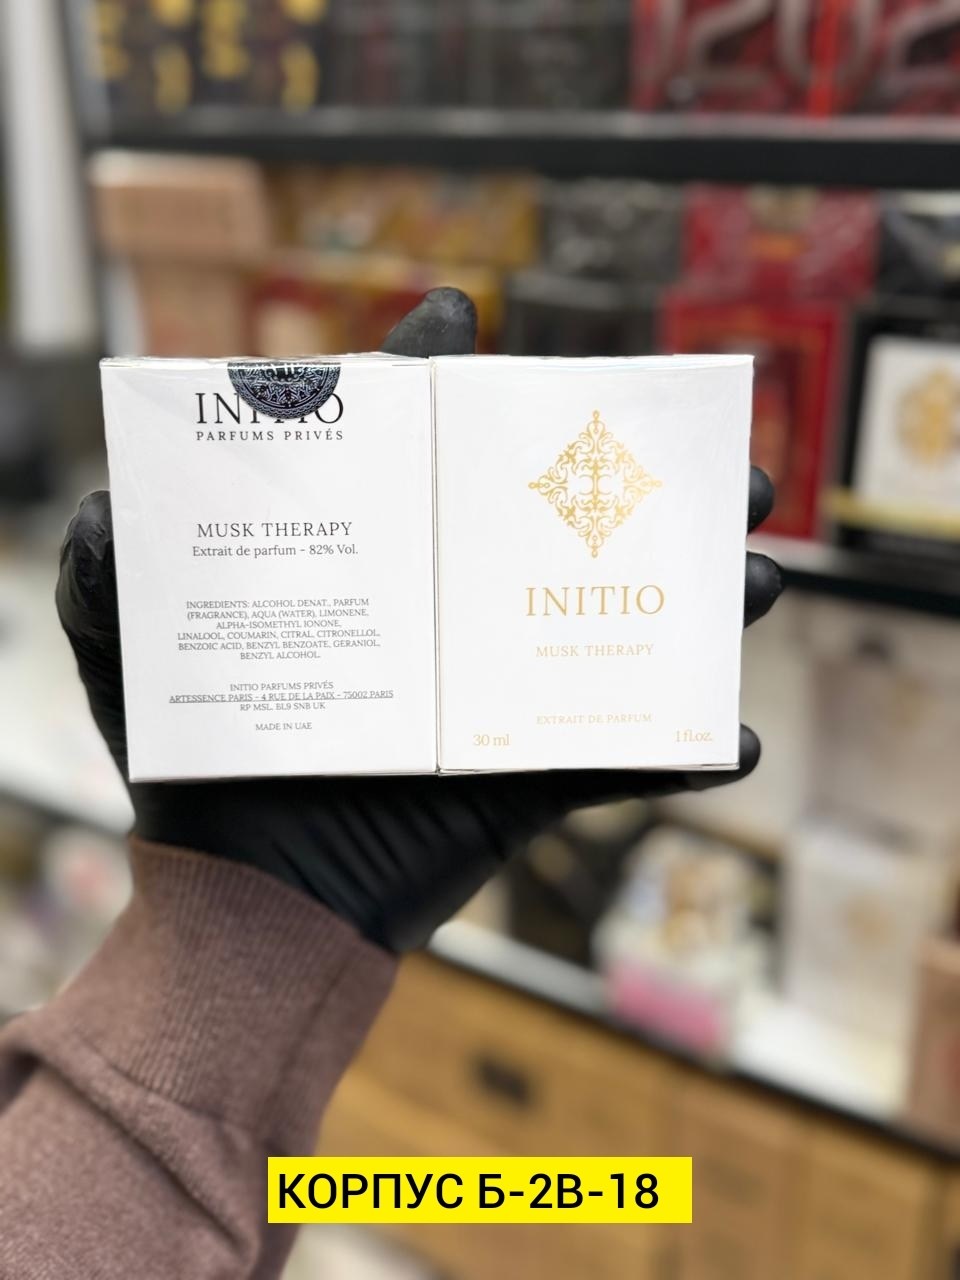 INITIO
PARFUMS PRIVÉS
MUSK THERAPY
Extrait de parfum - 82% Vol.
INGREDIENTS: ALCOHOL DENAT., PARFUM
(FRAGRANCE), AQUA (WATER), LIMONENE,
ALPHA-ISOMETHYL IONONE,
LINALOOL, COUMARIN, CITRAL, CITRONELLOL,
BENZOIC ACID, BENZYL BENZOATE, GERANIOL,
BENZYL ALCOHOL.
INITIO PARFUMS PRIVÉS
ARTESSENCE PARIS - 4 RUE DE LA PAIX - 75002 PARIS
RP MSL. BL9 SNB UK
MADE IN UAE
INITIO
MUSK THERAPY
EXTRAIT DE PARFUM
30 ml
1 fl.oz.
КОРПУС Б-2В-18